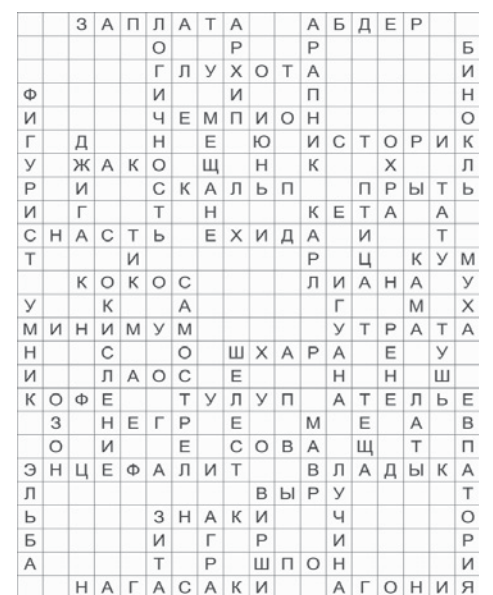 ЗАПЛАТА АБДЕР
О Р Р Б
ГЛУХОТА И
Ф И И П Н
И ЧЕМПИОН О
Г Д Н Е Ю ИСТОРИК
У ЖАКО Щ Н К Х Л
Р И СКАЛЬП ПРЫТЬ
И Г Т Н КЕТА А
СНАСТЬ ЕХИДА И Т
Т И Р Ц КУМ
КОКОС ЛИАНА У
У К А Г М Х
МИНИМУМ УТРАТА
Н С О ШХАРА Е У
И ЛАОС Е Н Н Ш
КОФЕ ТУЛУП АТЕЛЬЕ
З НЕГР Е М Е А В
О И Е СОВА Щ Т П
ЭНЦЕФАЛИТ ВЛАДЫКА
Л ВЫРУ Т
Ь ЗНАКИ Ч О
Б И Г Р И Р
А Т Р ШПОН И
НАГАСАКИ АГОНИЯ